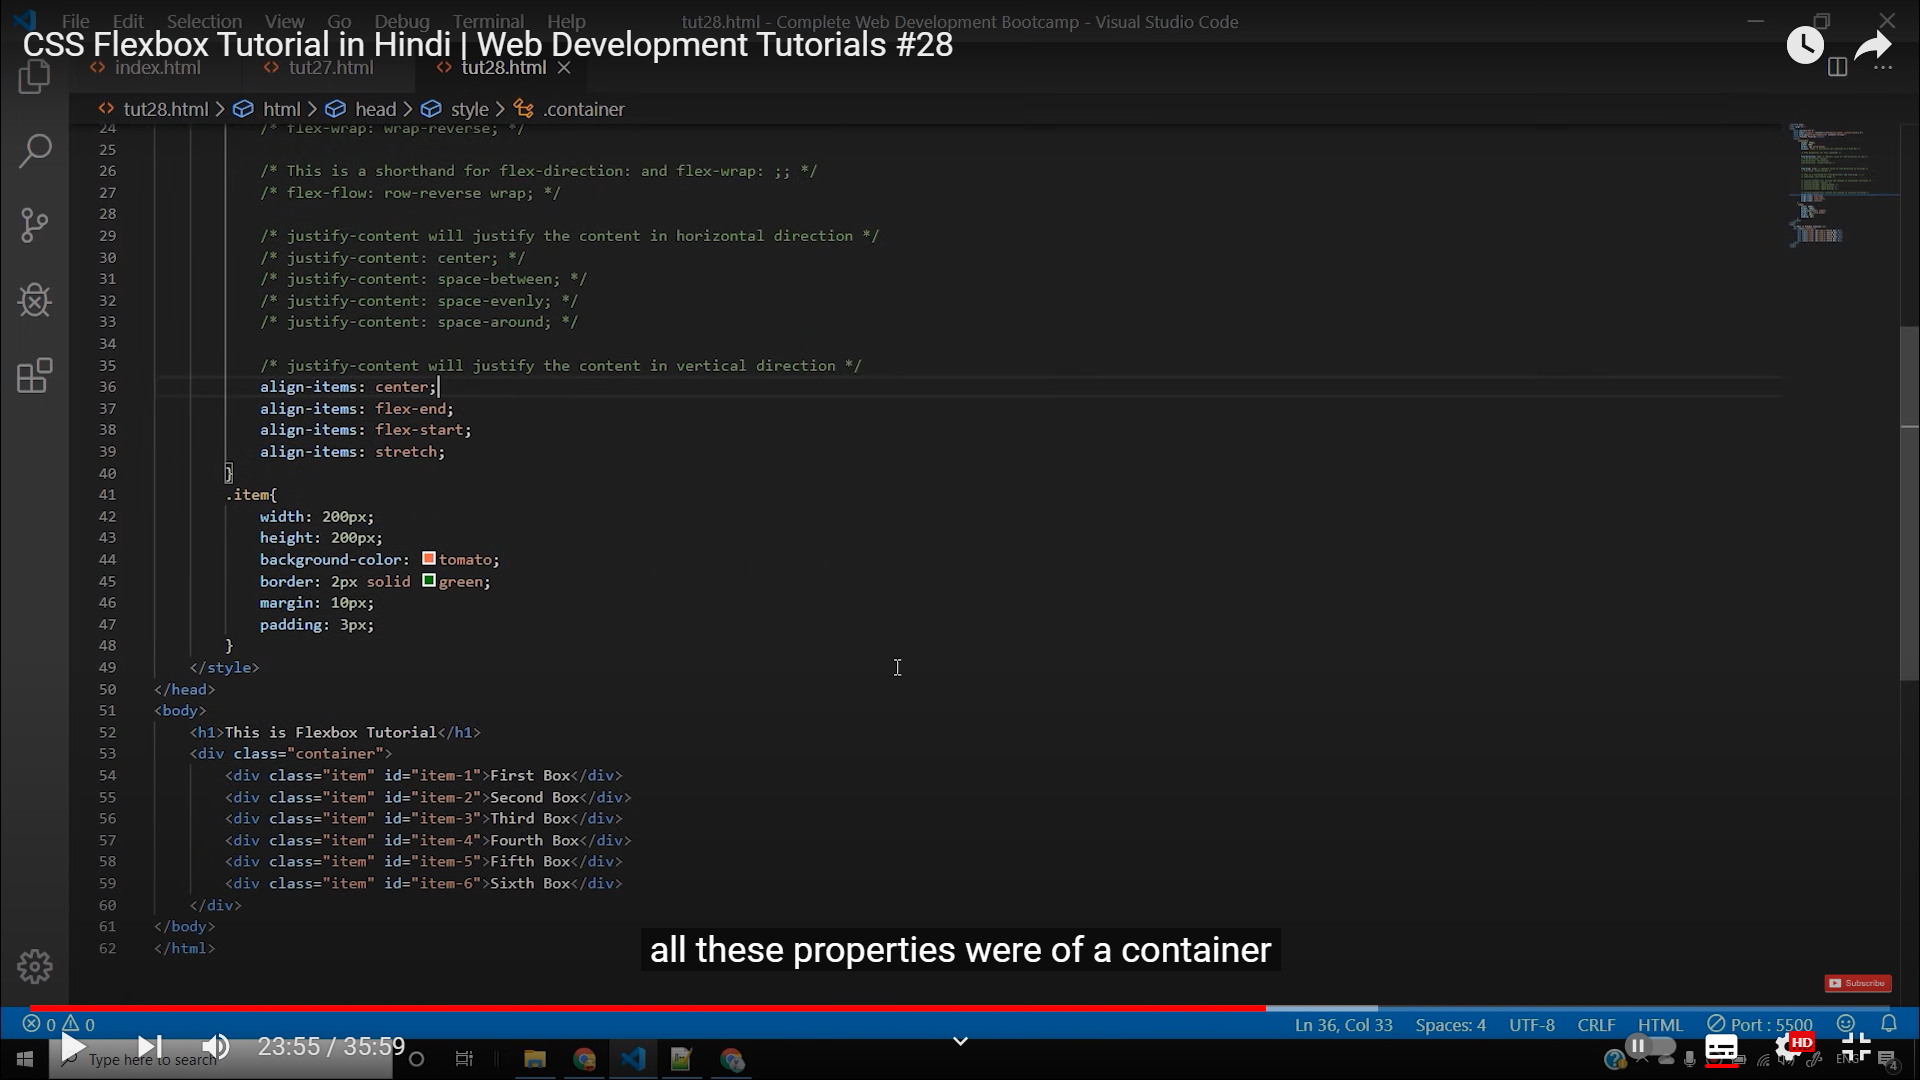 File Edit Selection View Go Debug Terminal Help tut28.html - Complete Web Development Bootcamp - Visual Studio Code
CSS Flexbox Tutorial in Hindi | Web Development Tutorials #28
index.html tut27.html tut28.html
tut28.html > html > head > style > .container
24 /* flex-wrap: wrap-reverse; */
25
26 /* This is a shorthand for flex-direction: and flex-wrap: ;; */
27 /* flex-flow: row-reverse wrap; */
28
29 /* justify-content will justify the content in horizontal direction */
30 /* justify-content: center; */
31 /* justify-content: space-between; */
32 /* justify-content: space-evenly; */
33 /* justify-content: space-around; */
34
35 /* justify-content will justify the content in vertical direction */
36 align-items: center;
37 align-items: flex-end;
38 align-items: flex-start;
39 align-items: stretch;
40 }
41 .item{
42 width: 200px;
43 height: 200px;
44 background-color: tomato;
45 border: 2px solid green;
46 margin: 10px;
47 padding: 3px;
48 }
49 </style>
50 </head>
51 <body>
52 <h1>This is Flexbox Tutorial</h1>
53 <div class="container">
54 <div class="item" id="item-1">First Box</div>
55 <div class="item" id="item-2">Second Box</div>
56 <div class="item" id="item-3">Third Box</div>
57 <div class="item" id="item-4">Fourth Box</div>
58 <div class="item" id="item-5">Fifth Box</div>
59 <div class="item" id="item-6">Sixth Box</div>
60 </div>
61 </body>
62 </html>
all these properties were of a container
Subscribe
0 0 Ln 36, Col 33 Spaces: 4 UTF-8 CRLF HTML Port : 5500
23:55 / 35:59 HD
Type here to search ENG 4